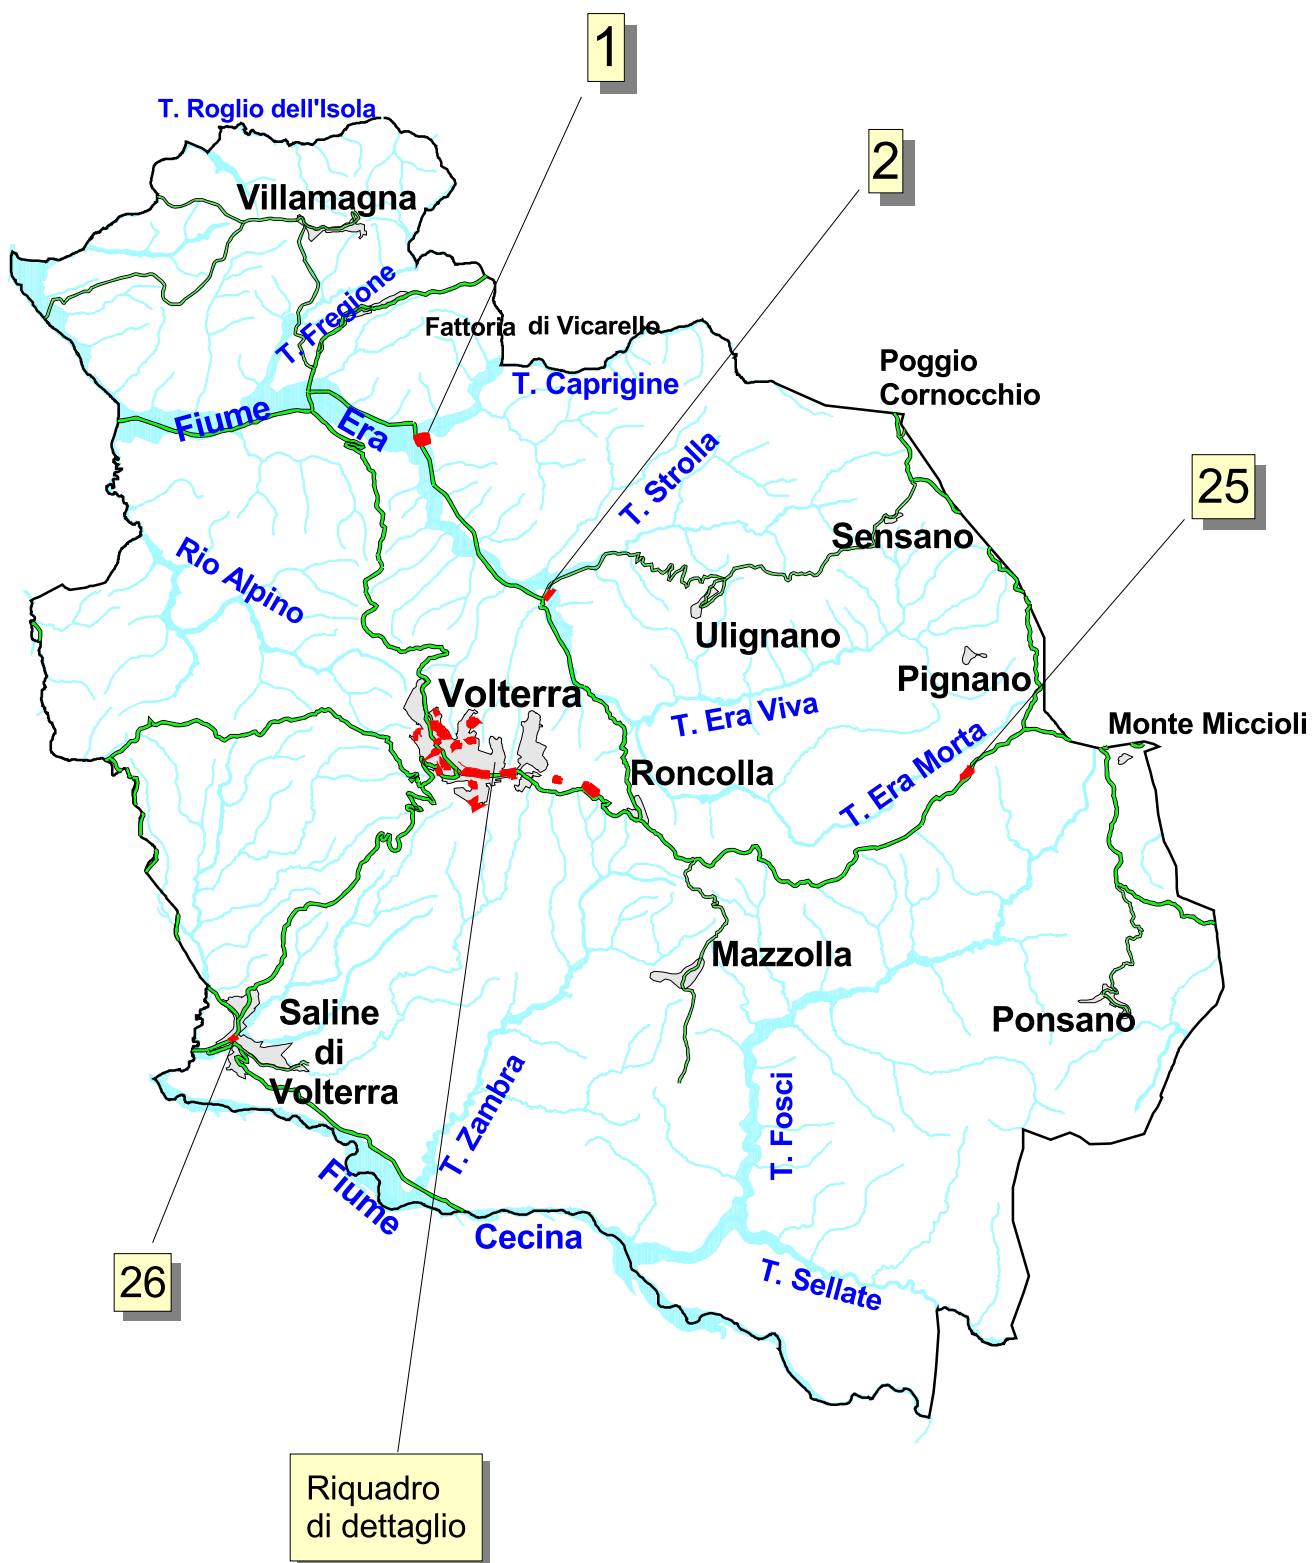 1
T. Roglio dell'Isola
2
Villamagna
T. Fregione
Fattoria di Vicarello
Poggio
Cornocchio
T. Caprigine
Fiume
Era
T. Strolla
25
Sensano
Rio Alpino
Ulignano
Pignano
Volterra
T. Era Viva
Monte Miccioli
Roncolla
T. Era Morta
Mazzolla
Saline
di
Volterra
Ponsano
T. Zambra
T. Fosci
Fiume
Cecina
26
T. Sellate
Riquadro
di dettaglio